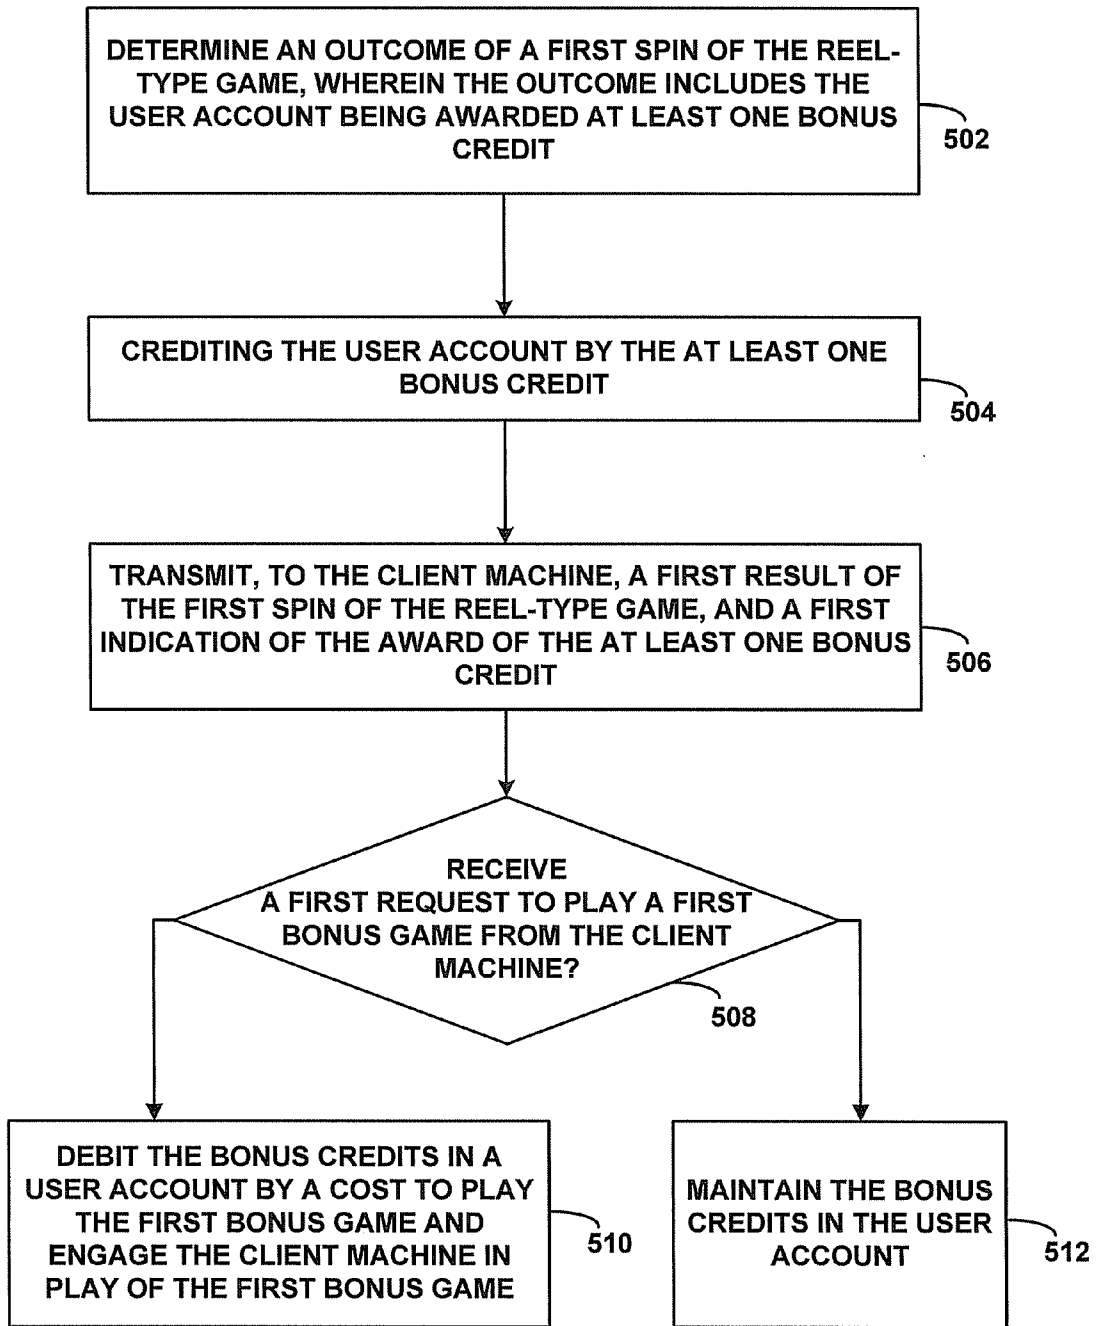 DETERMINE AN OUTCOME OF A FIRST SPIN OF THE REEL-
TYPE GAME, WHEREIN THE OUTCOME INCLUDES THE
USER ACCOUNT BEING AWARDED AT LEAST ONE BONUS
CREDIT
502
CREDITING THE USER ACCOUNT BY THE AT LEAST ONE
BONUS CREDIT
504
TRANSMIT, TO THE CLIENT MACHINE, A FIRST RESULT OF
THE FIRST SPIN OF THE REEL-TYPE GAME, AND A FIRST
INDICATION OF THE AWARD OF THE AT LEAST ONE BONUS
CREDIT
506
RECEIVE
A FIRST REQUEST TO PLAY A FIRST
BONUS GAME FROM THE CLIENT
MACHINE?
508
DEBIT THE BONUS CREDITS IN A
USER ACCOUNT BY A COST TO PLAY
THE FIRST BONUS GAME AND
ENGAGE THE CLIENT MACHINE IN
PLAY OF THE FIRST BONUS GAME
510
MAINTAIN THE BONUS
CREDITS IN THE USER
ACCOUNT
512